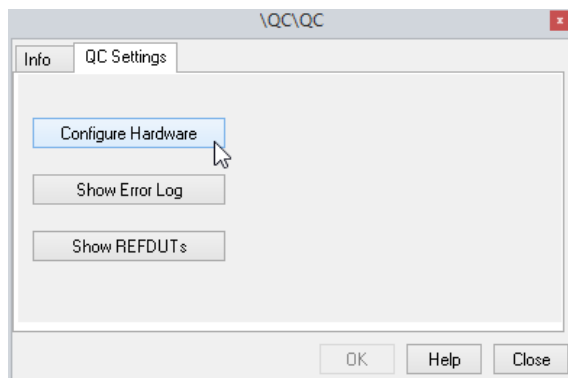 \QC\QC
x
Info QC Settings
Configure Hardware
Show Error Log
Show REFDUTs
OK Help Close